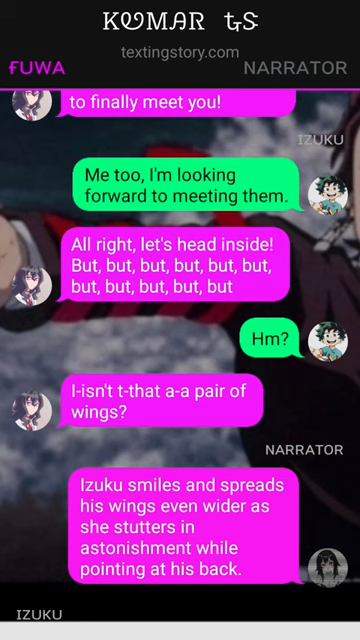 KUMAR TS
textingstory.com
FUWA NARRATOR
to finally meet you!
IZUKU
Me too, I'm looking
forward to meeting them.
All right, let's head inside!
But, but, but, but, but, but,
but, but, but, but, but
Hm?
I-isn't t-that a-a pair of
wings?
NARRATOR
Izuku smiles and spreads
his wings even wider as
she stutters in
astonishment while
pointing at his back.
IZUKU